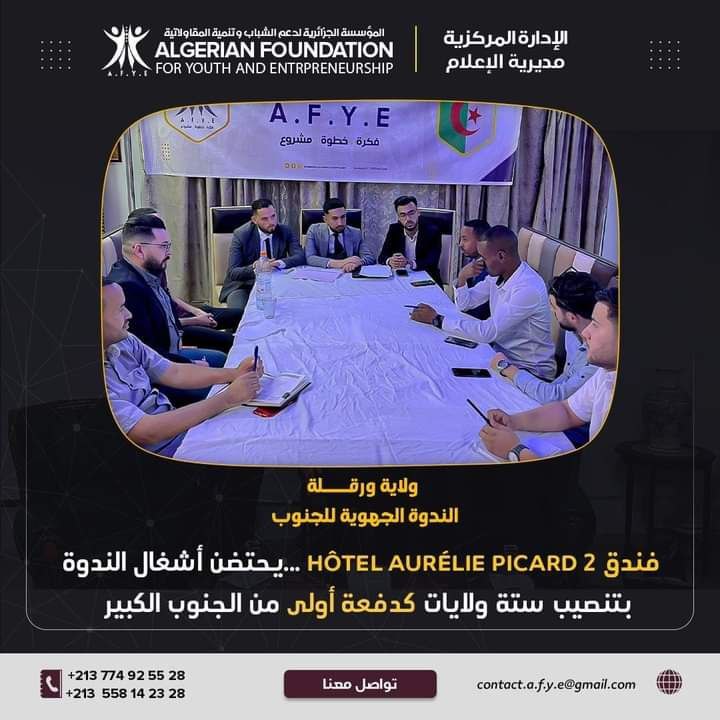 المؤسسة الجزائرية لدعم الشباب وتنمية المقاولاتية
ALGERIAN FOUNDATION
FOR YOUTH AND ENTRPRENEURSHIP
A.F.Y.E
الإدارة المركزية
مديرية الإعلام
A.F.Y.E
فكرة خطوة مشروع
ولاية ورقـــلة
الندوة الجهوية للجنوب
فندق HÔTEL AURÉLIE PICARD 2 ...يحتضن أشغال الندوة
بتنصيب ستة ولايات كدفعة أولى من الجنوب الكبير
+213 774 92 55 28
+213 558 14 23 28
تواصل معنا
contact.a.f.y.e@gmail.com